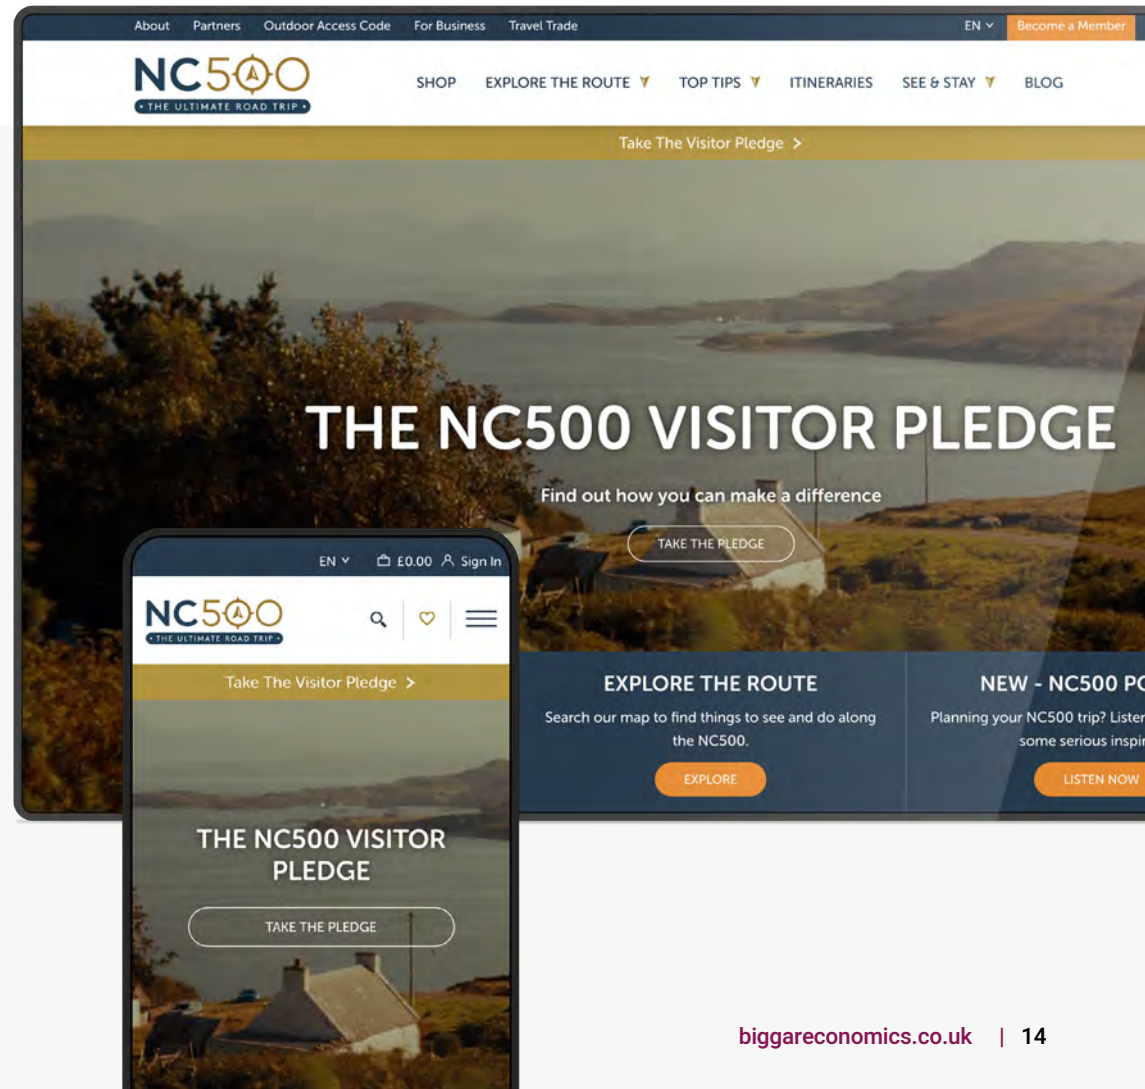 About Partners Outdoor Access Code For Business Travel Trade EN Become a Member
NC500
• THE ULTIMATE ROAD TRIP •
SHOP EXPLORE THE ROUTE TOP TIPS ITINERARIES SEE & STAY BLOG
Take The Visitor Pledge >
THE NC500 VISITOR PLEDGE
Find out how you can make a difference
TAKE THE PLEDGE
EXPLORE THE ROUTE
Search our map to find things to see and do along
the NC500.
EXPLORE
NEW - NC500
Planning your NC500 trip?
some serious
LISTEN NOW
EN £0.00 Sign In
NC500
• THE ULTIMATE ROAD TRIP •
Take The Visitor Pledge >
THE NC500 VISITOR
PLEDGE
TAKE THE PLEDGE
biggareconomics.co.uk | 14